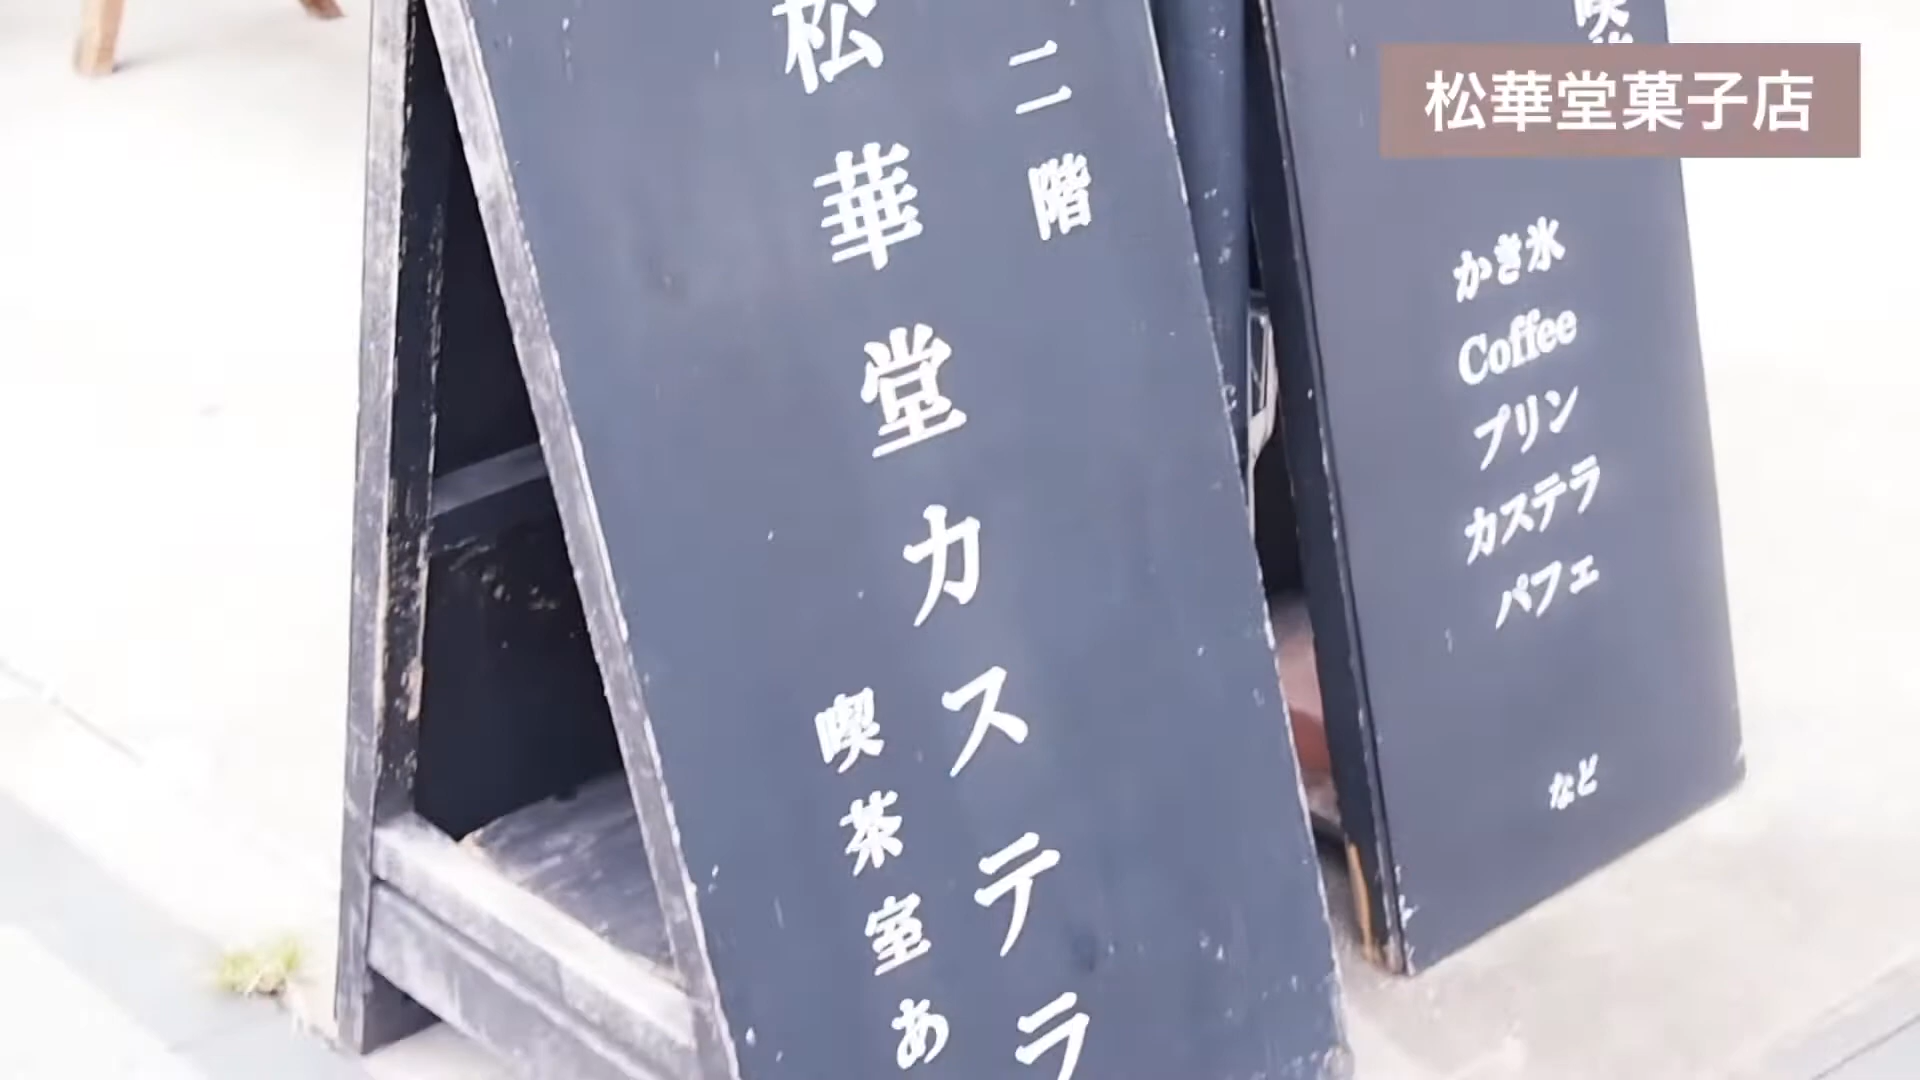 松華堂菓子店
二階
松華堂カステラ
喫茶室あ
喫
かき氷
Coffee
プリン
カステラ
パフェ
など